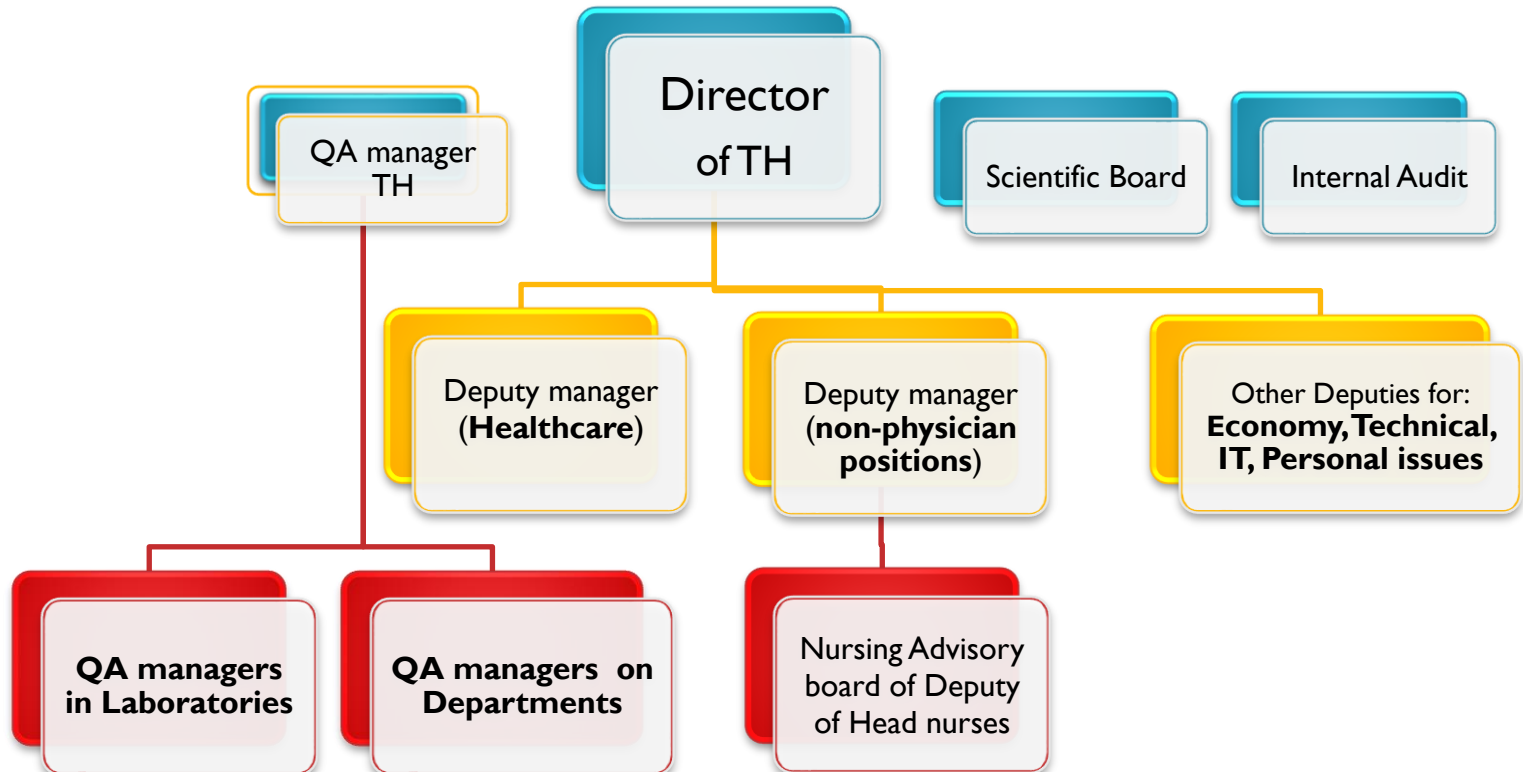 Director
of TH
QA manager
TH
Scientific Board
Internal Audit
Deputy manager
(Healthcare)
Deputy manager
(non-physician
positions)
Other Deputies for:
Economy, Technical,
IT, Personal issues
QA managers
in Laboratories
QA managers on
Departments
Nursing Advisory
board of Deputy
of Head nurses